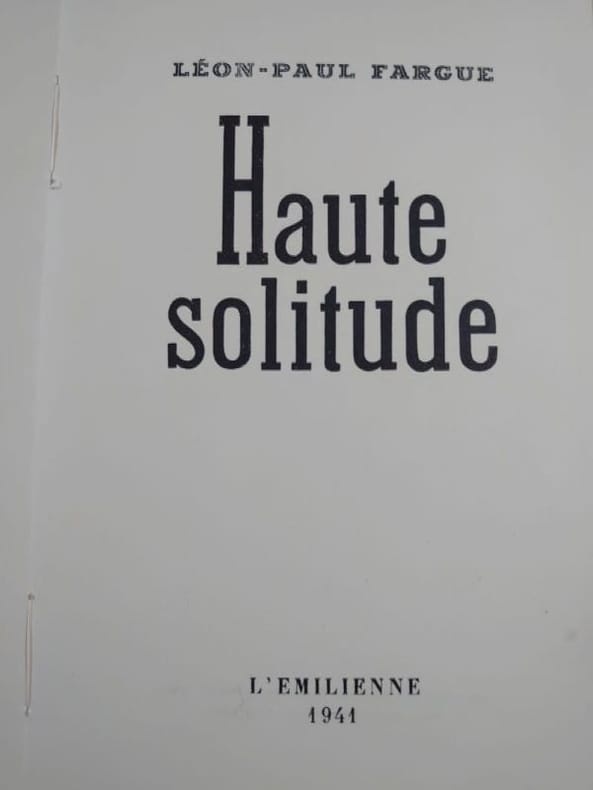 LÉON-PAUL FARGUE
Haute
solitude
L'EMILIENNE
1941